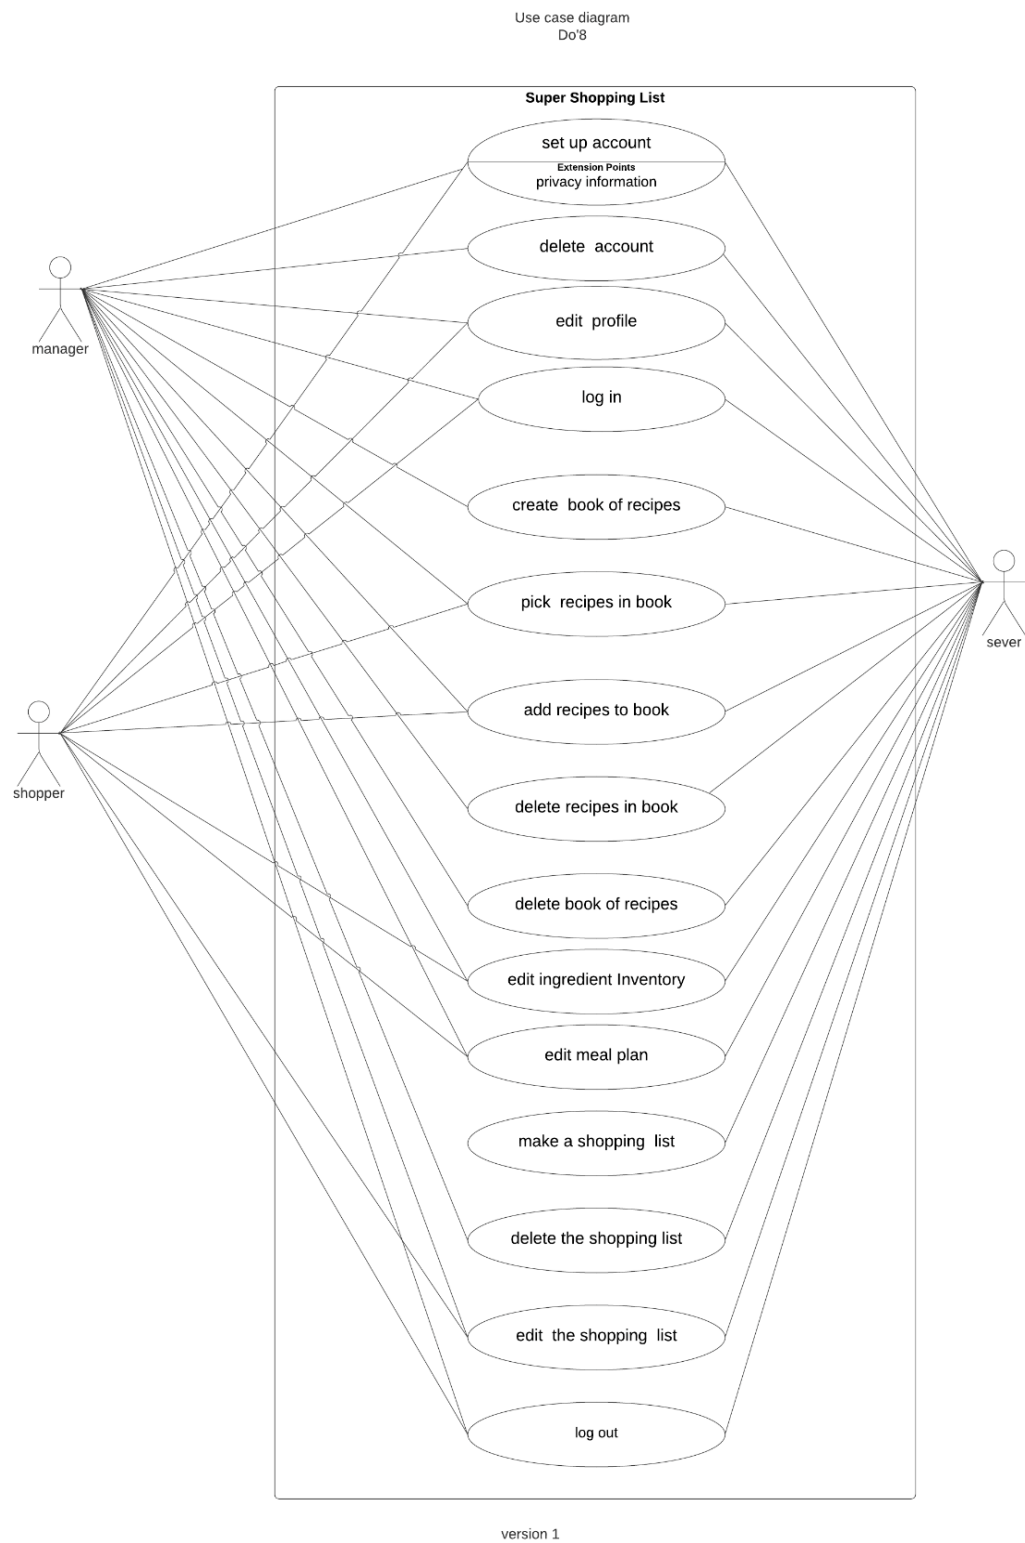 Use case diagram
Do'8
Super Shopping List
set up account
Extension Points
privacy information
delete  account
manager
edit  profile
log in
create  book of recipes
pick  recipes in book
sever
add recipes to book
shopper
delete recipes in book
delete book of recipes
edit ingredient Inventory
edit meal plan
make a shopping  list
delete the shopping list
edit  the shopping  list
log out
version 1